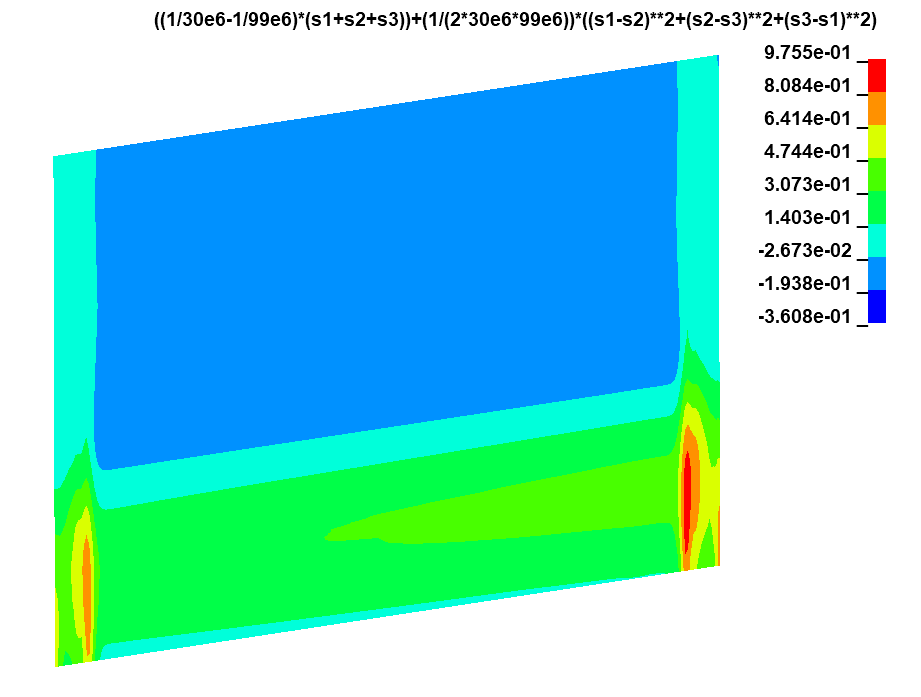 ((1/30e6-1/99e6)*(s1+s2+s3))+(1/(2*30e6*99e6))*((s1-s2)**2+(s2-s3)**2+(s3-s1)**2)
9.755e-01
8.084e-01
6.414e-01
4.744e-01
3.073e-01
1.403e-01
-2.673e-02
-1.938e-01
-3.608e-01